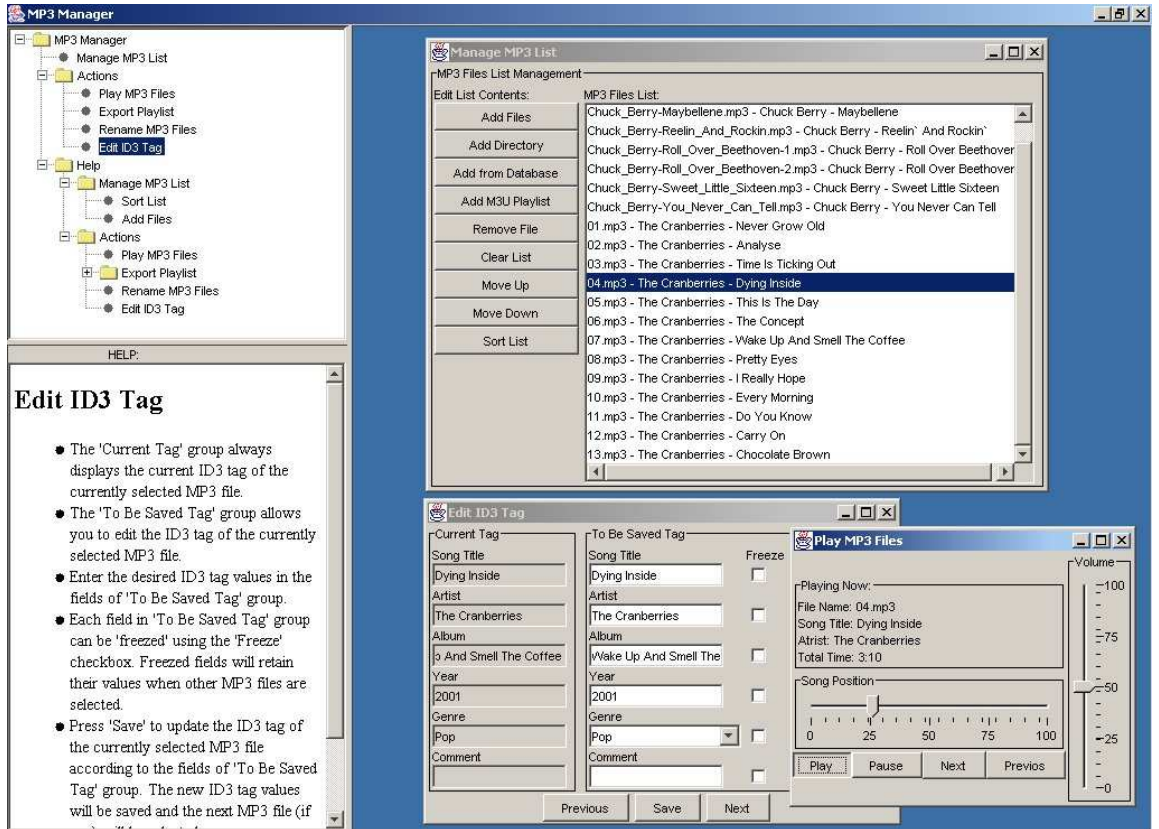 MP3 Manager
MP3 Manager
Manage MP3 List
Actions
Play MP3 Files
Export Playlist
Rename MP3 Files
Edit ID3 Tag
Help
Manage MP3 List
Sort List
Add Files
Actions
Play MP3 Files
Export Playlist
Rename MP3 Files
Edit ID3 Tag
HELP:
Edit ID3 Tag
The 'Current Tag' group always
displays the current ID3 tag of the
currently selected MP3 file.
The 'To Be Saved Tag' group allows
you to edit the ID3 tag of the currently
selected MP3 file.
Enter the desired ID3 tag values in the
fields of 'To Be Saved Tag' group.
Each field in 'To Be Saved Tag' group
can be 'freezed' using the 'Freeze'
checkbox. Freezed fields will retain
their values when other MP3 files are
selected.
Press 'Save' to update the ID3 tag of
the currently selected MP3 file
according to the fields of 'To Be Saved
Tag' group. The new ID3 tag values
will be saved and the next MP3 file (if
Manage MP3 List
MP3 Files List Management
Edit List Contents:
Add Files
Add Directory
Add from Database
Add M3U Playlist
Remove File
Clear List
Move Up
Move Down
Sort List
MP3 Files List:
Chuck_Berry-Maybellene.mp3 - Chuck Berry - Maybellene
Chuck_Berry-Reelin_And_Rockin.mp3 - Chuck Berry - Reelin` And Rockin`
Chuck_Berry-Roll_Over_Beethoven-1.mp3 - Chuck Berry - Roll Over Beethover
Chuck_Berry-Roll_Over_Beethoven-2.mp3 - Chuck Berry - Roll Over Beethover
Chuck_Berry-Sweet_Little_Sixteen.mp3 - Chuck Berry - Sweet Little Sixteen
Chuck_Berry-You_Never_Can_Tell.mp3 - Chuck Berry - You Never Can Tell
01.mp3 - The Cranberries - Never Grow Old
02.mp3 - The Cranberries - Analyse
03.mp3 - The Cranberries - Time Is Ticking Out
04.mp3 - The Cranberries - Dying Inside
05.mp3 - The Cranberries - This Is The Day
06.mp3 - The Cranberries - The Concept
07.mp3 - The Cranberries - Wake Up And Smell The Coffee
08.mp3 - The Cranberries - Pretty Eyes
09.mp3 - The Cranberries - I Really Hope
10.mp3 - The Cranberries - Every Morning
11.mp3 - The Cranberries - Do You Know
12.mp3 - The Cranberries - Carry On
13.mp3 - The Cranberries - Chocolate Brown
Edit ID3 Tag
Current Tag
Song Title
Dying Inside
Artist
The Cranberries
Album
And Smell The Coffee
Year
2001
Genre
Pop
Comment
To Be Saved Tag
Song Title Freeze
Dying Inside
Artist
The Cranberries
Album
Wake Up And Smell The
Year
2001
Genre
Pop
Comment
Previous Save Next
Play MP3 Files
Playing Now:
File Name: 04.mp3
Song Title: Dying Inside
Atrist: The Cranberries
Total Time: 3:10
Song Position
0 25 50 75 100
Play Pause Next Previos
Volume
100
75
50
25
0